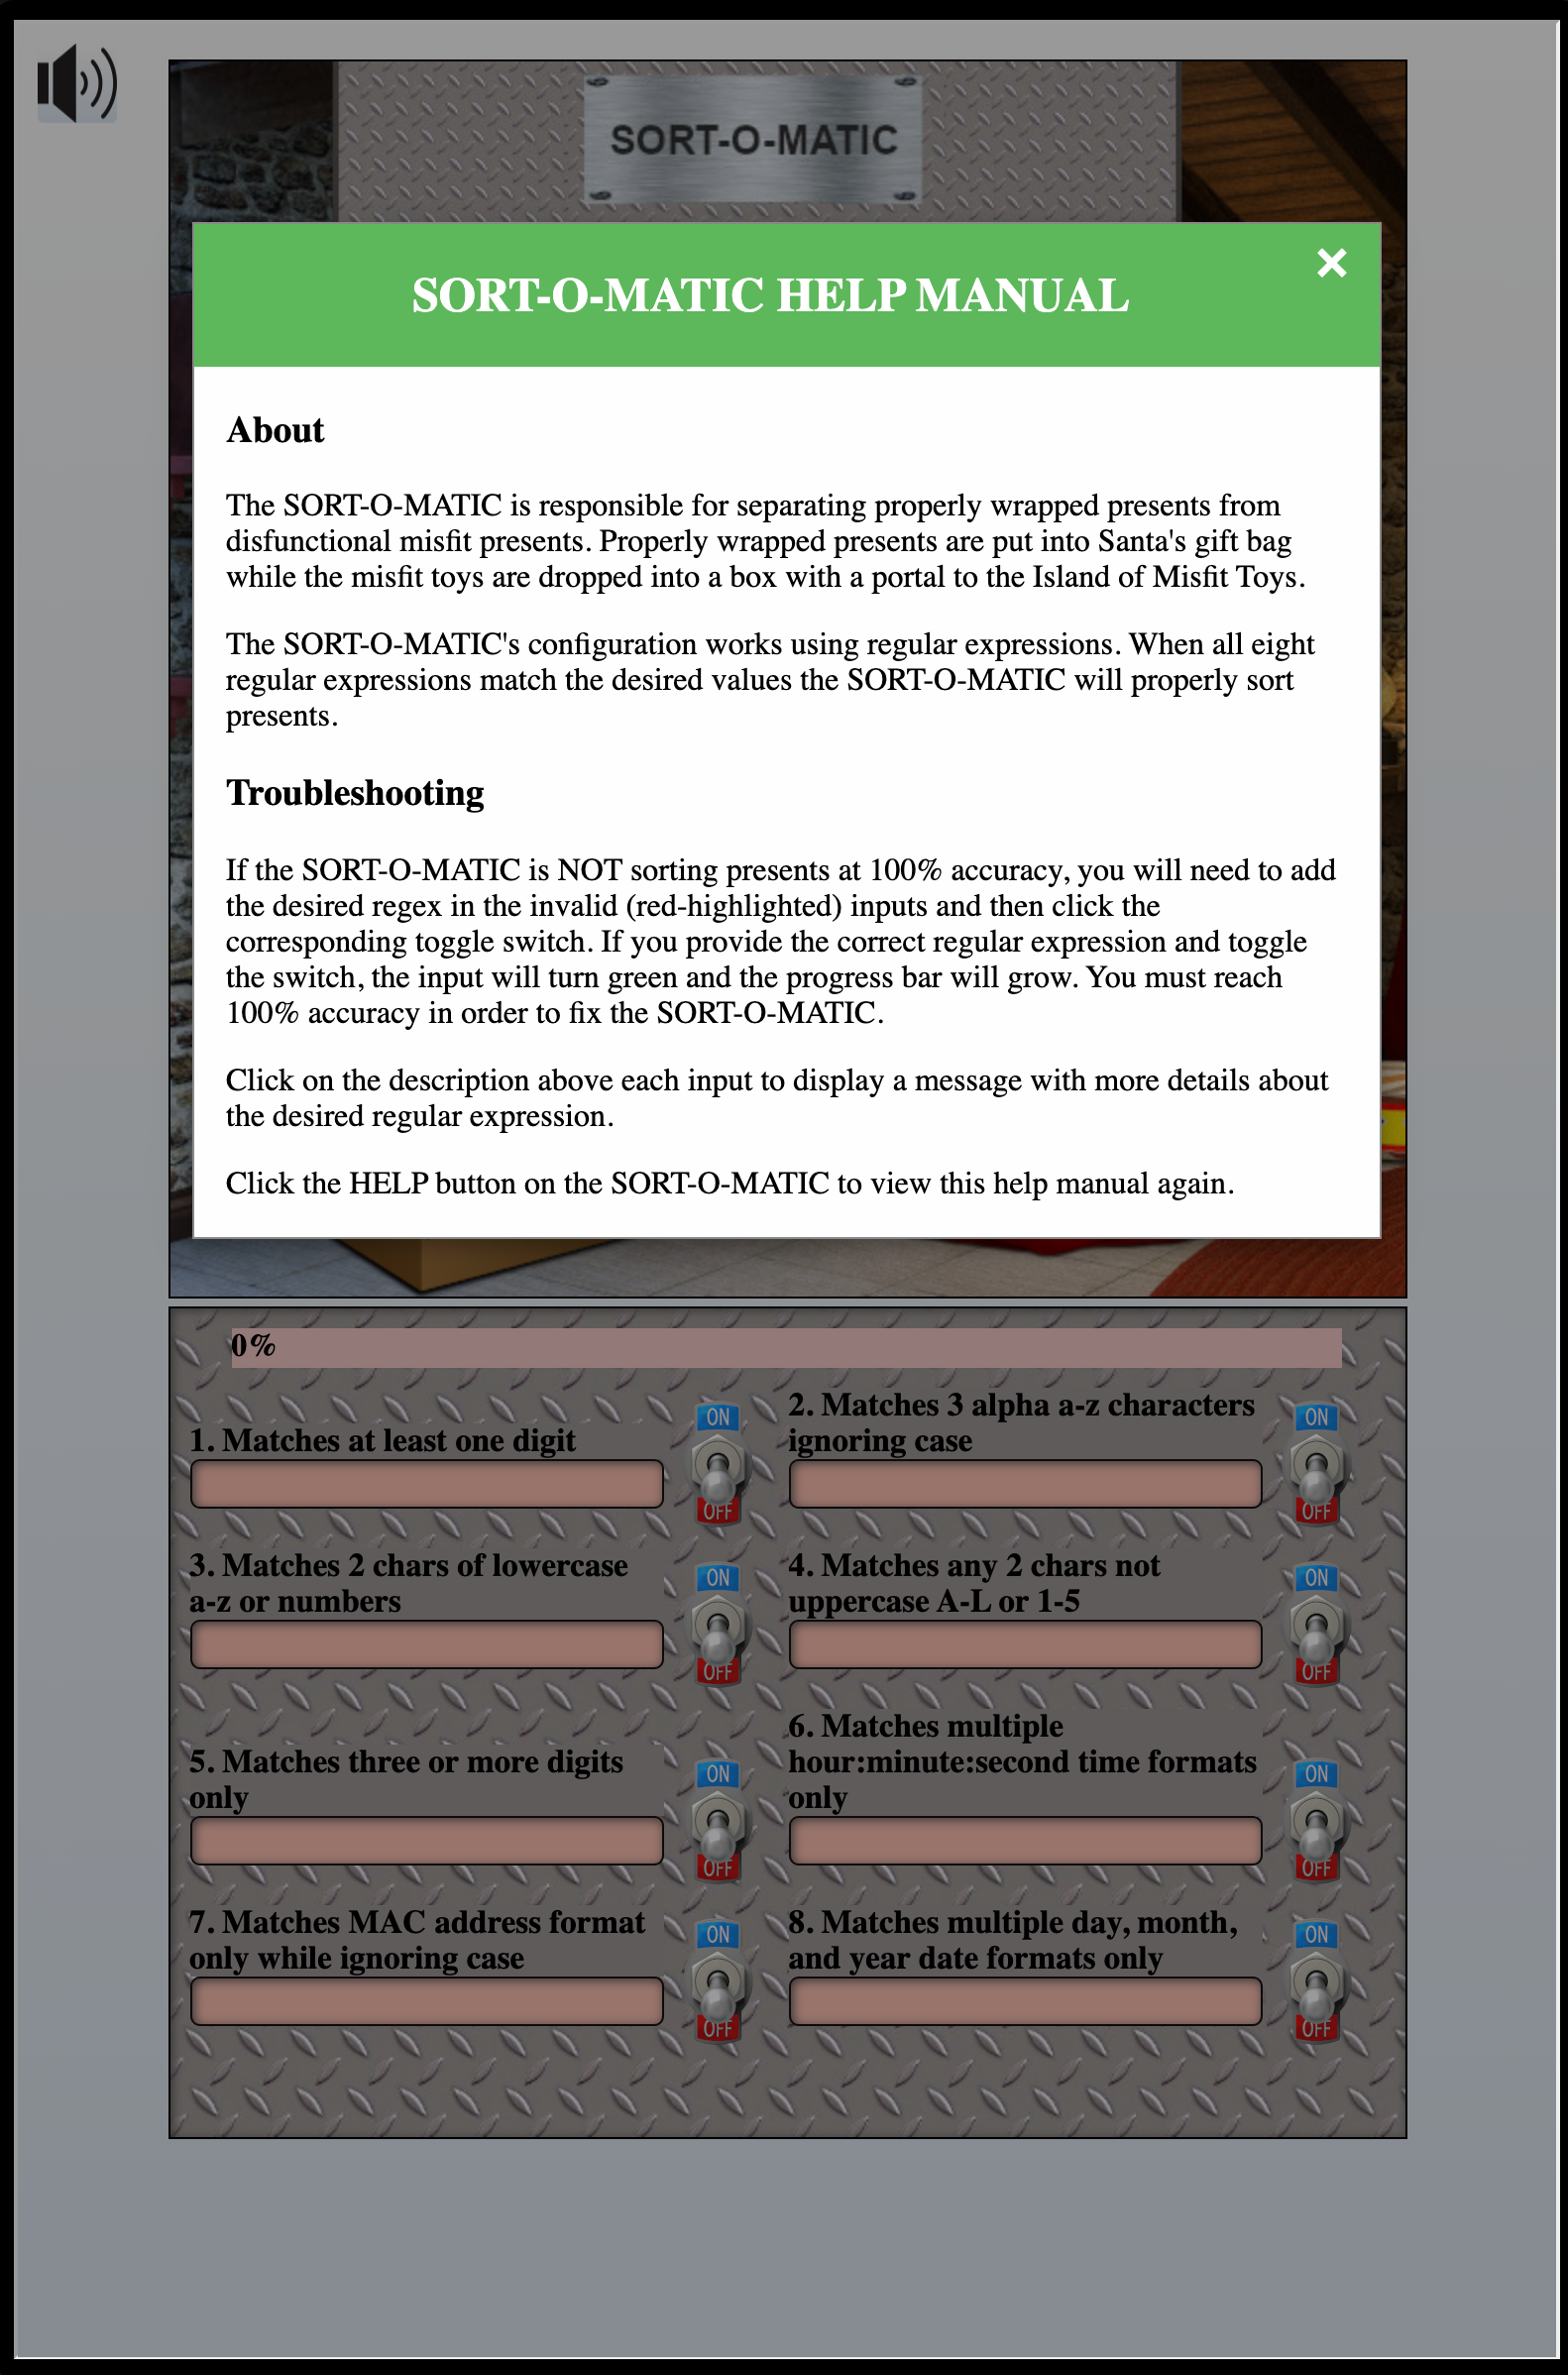 SORT-O-MATIC
SORT-O-MATIC HELP MANUAL
×
About
The SORT-O-MATIC is responsible for separating properly wrapped presents from
disfunctional misfit presents. Properly wrapped presents are put into Santa's gift bag
while the misfit toys are dropped into a box with a portal to the Island of Misfit Toys.
The SORT-O-MATIC's configuration works using regular expressions. When all eight
regular expressions match the desired values the SORT-O-MATIC will properly sort
presents.
Troubleshooting
If the SORT-O-MATIC is NOT sorting presents at 100% accuracy, you will need to add
the desired regex in the invalid (red-highlighted) inputs and then click the
corresponding toggle switch. If you provide the correct regular expression and toggle
the switch, the input will turn green and the progress bar will grow. You must reach
100% accuracy in order to fix the SORT-O-MATIC.
Click on the description above each input to display a message with more details about
the desired regular expression.
Click the HELP button on the SORT-O-MATIC to view this help manual again.
0%
1. Matches at least one digit
ON
OFF
2. Matches 3 alpha a-z characters
ignoring case
ON
OFF
3. Matches 2 chars of lowercase
a-z or numbers
ON
OFF
4. Matches any 2 chars not
uppercase A-L or 1-5
ON
OFF
5. Matches three or more digits
only
ON
OFF
6. Matches multiple
hour:minute:second time formats
only
ON
OFF
7. Matches MAC address format
only while ignoring case
ON
OFF
8. Matches multiple day, month,
and year date formats only
ON
OFF